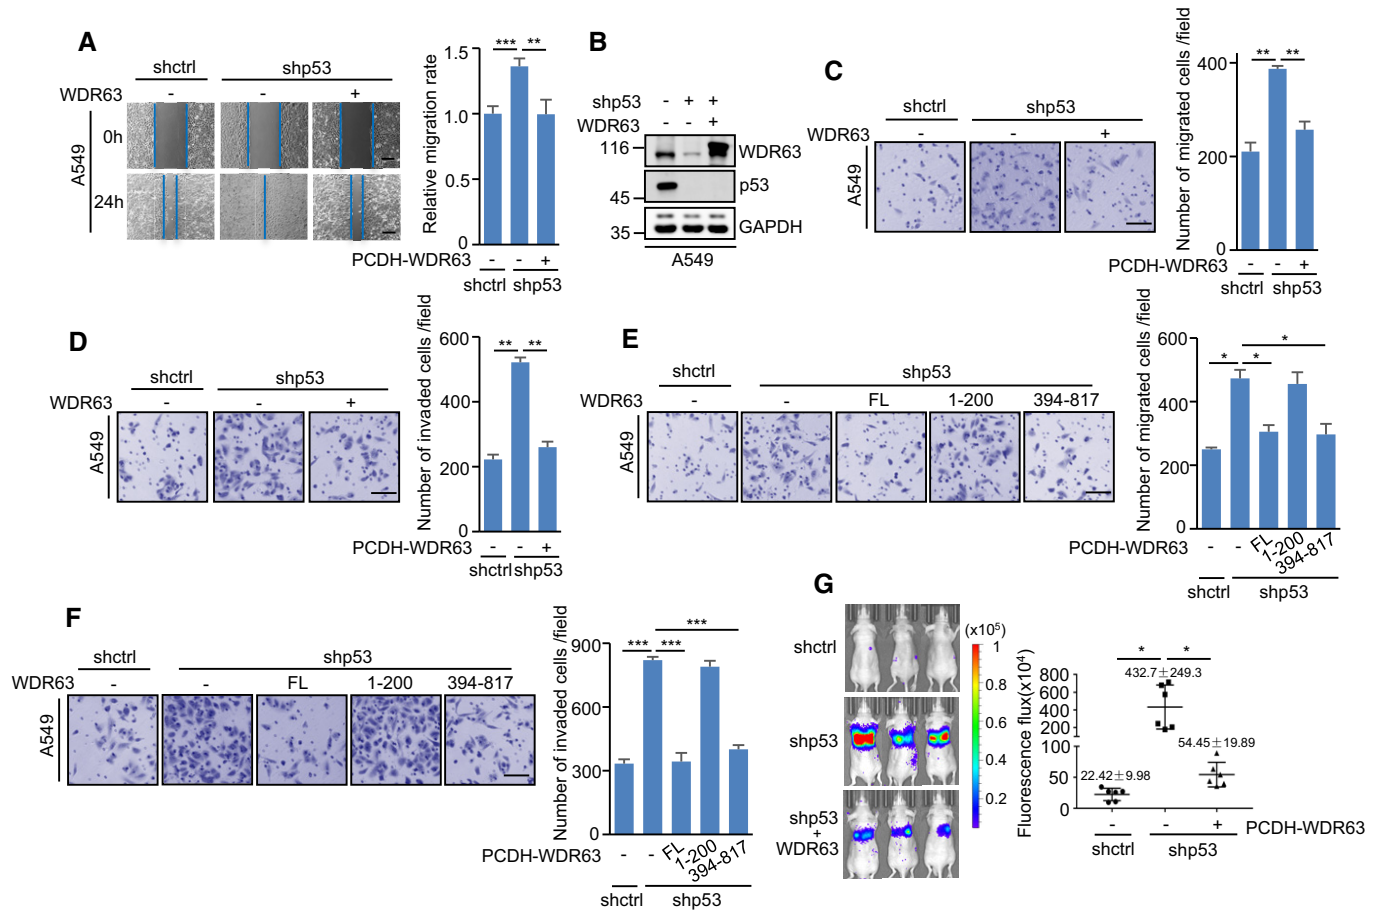 A
shctrl shp53
WDR63 - - +
A549
0h
24h
Relative migration rate
1.5
1.0
0.5
0
*** **
PCDH-WDR63 - - +
shctrl shp53
B
shp53 - + +
WDR63 - - +
116 WDR63
p53
45
35 GAPDH
A549
C
shctrl shp53
WDR63 - - +
A549
Number of migrated cells /field
400
200
0
** **
PCDH-WDR63 - - +
shctrl shp53
D
shctrl shp53
WDR63 - - +
A549
Number of invaded cells /field
600
400
200
0
** **
PCDH-WDR63 - - +
shctrl shp53
E
shctrl shp53
WDR63 - - FL 1-200 394-817
A549
Number of migrated cells /field
600
400
200
0
* * *
PCDH-WDR63 - - FL 1-200 394-817
shctrl shp53
F
shctrl shp53
WDR63 - - FL 1-200 394-817
A549
Number of invaded cells /field
900
600
300
0
*** *** ***
PCDH-WDR63 - - FL 1-200 394-817
shctrl shp53
G
shctrl
shp53
shp53
+
WDR63
(x10⁵)
1
0.8
0.6
0.4
0.2
Fluorescence flux(x10⁴)
800
600
400
200
100
50
0
* *
432.7±249.3
54.45±19.89
22.42±9.98
- - + PCDH-WDR63
shctrl shp53